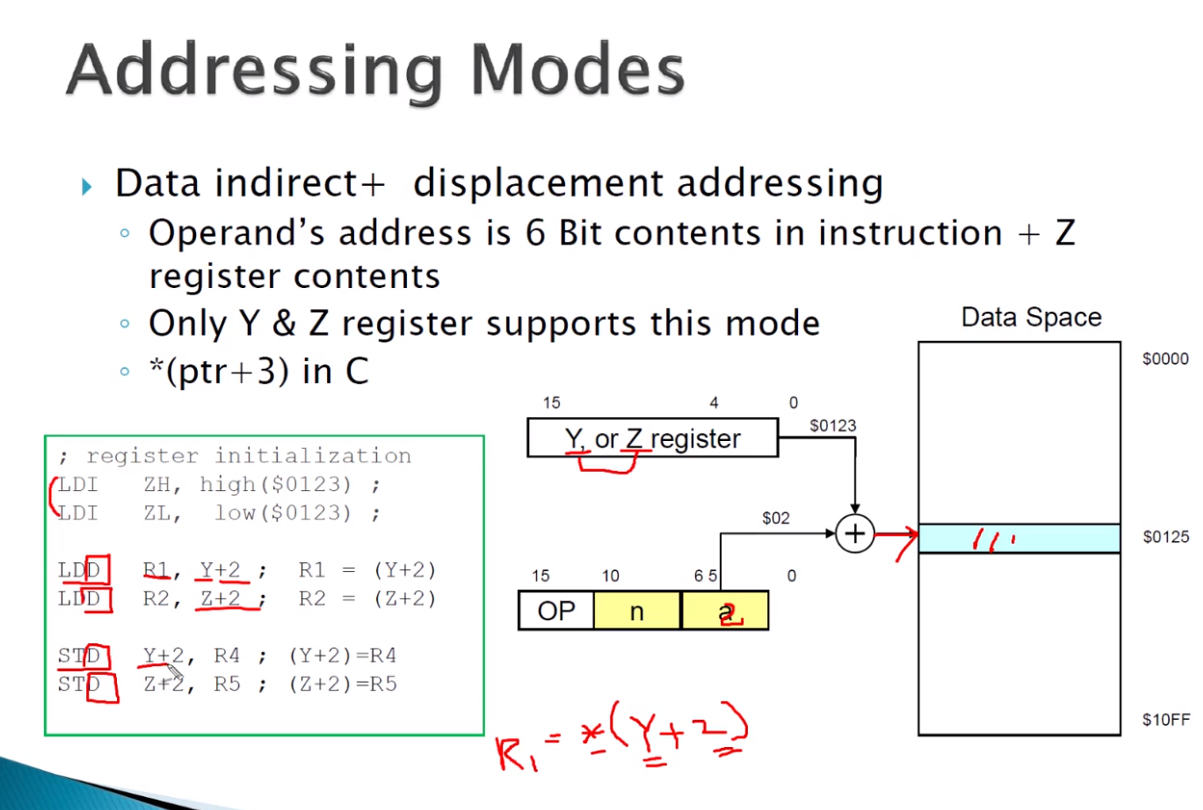 Addressing Modes
Data indirect+ displacement addressing
Operand's address is 6 Bit contents in instruction + Z
register contents
Only Y & Z register supports this mode
*(ptr+3) in C
; register initialization
LDI ZH, high($0123) ;
LDI ZL, low($0123) ;
LDD R1, Y+2 ; R1 = (Y+2)
LDD R2, Z+2 ; R2 = (Z+2)
STD Y+2, R4 ; (Y+2)=R4
STD Z+2, R5 ; (Z+2)=R5
15 4 0
Y, or Z register
$0123
$02
+
15 10 6 5 0
OP n a 2
R1 = *(Y+2)
Data Space
$0000
$0125
$10FF